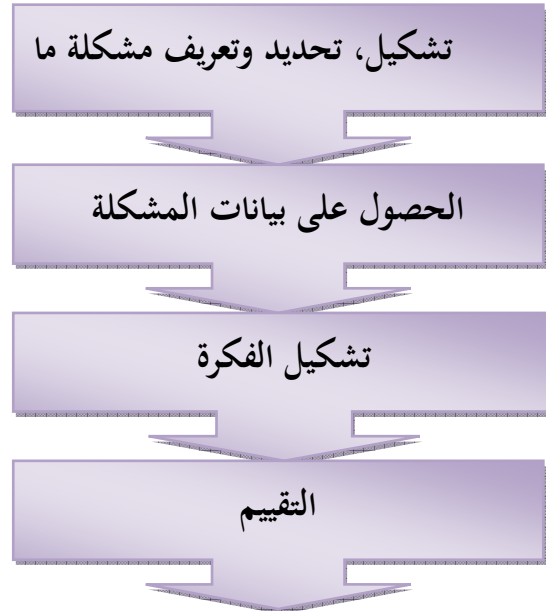 تشكيل، تحديد وتعريف مشكلة ما
الحصول على بيانات المشكلة
تشكيل الفكرة
التقييم